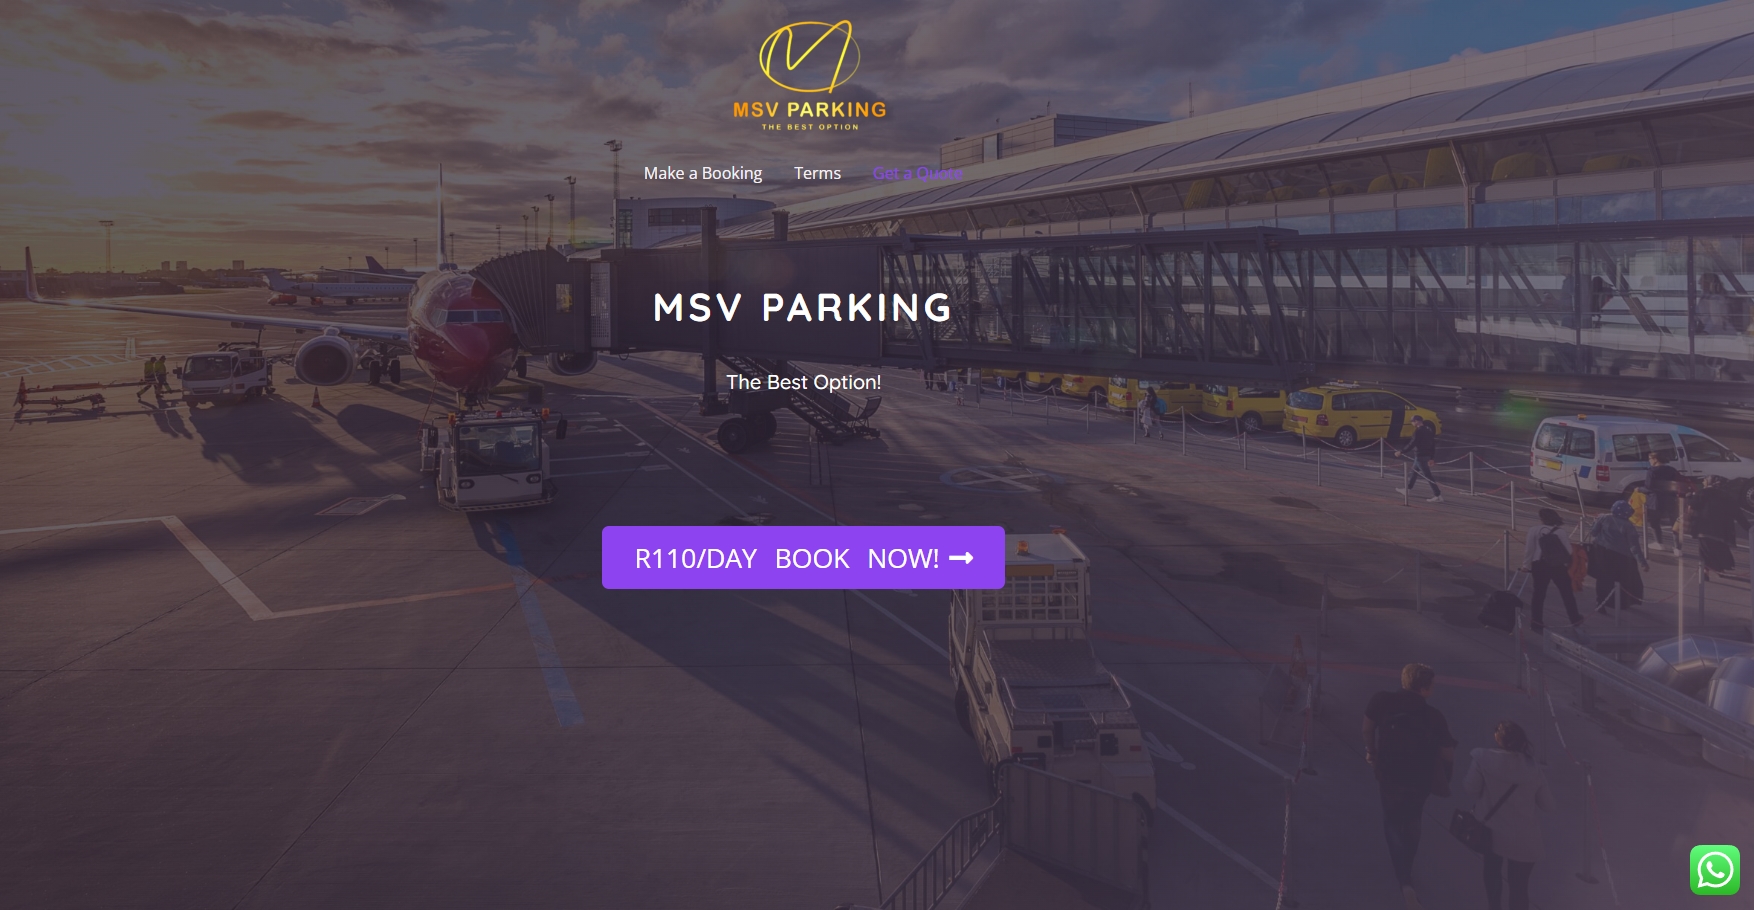 MSV PARKING
THE BEST OPTION
Make a Booking Terms Get a Quote
MSV PARKING
The Best Option!
R110/DAY BOOK NOW!